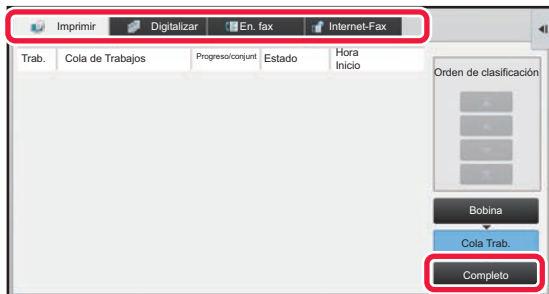 Imprimir Digitalizar En. fax Internet-Fax
Trab. Cola de Trabajos Progreso/conjunt Estado Hora
Inicio
Orden de clasificación
Bobina
Cola Trab.
Completo